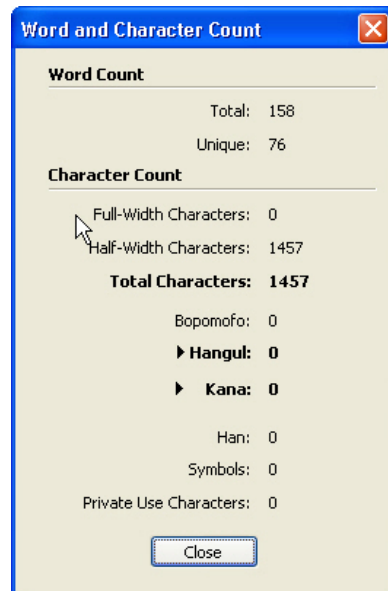 Word and Character Count
Word Count
Total: 158
Unique: 76
Character Count
Full-Width Characters: 0
Half-Width Characters: 1457
Total Characters: 1457
Bopomofo: 0
Hangul: 0
Kana: 0
Han: 0
Symbols: 0
Private Use Characters: 0
Close